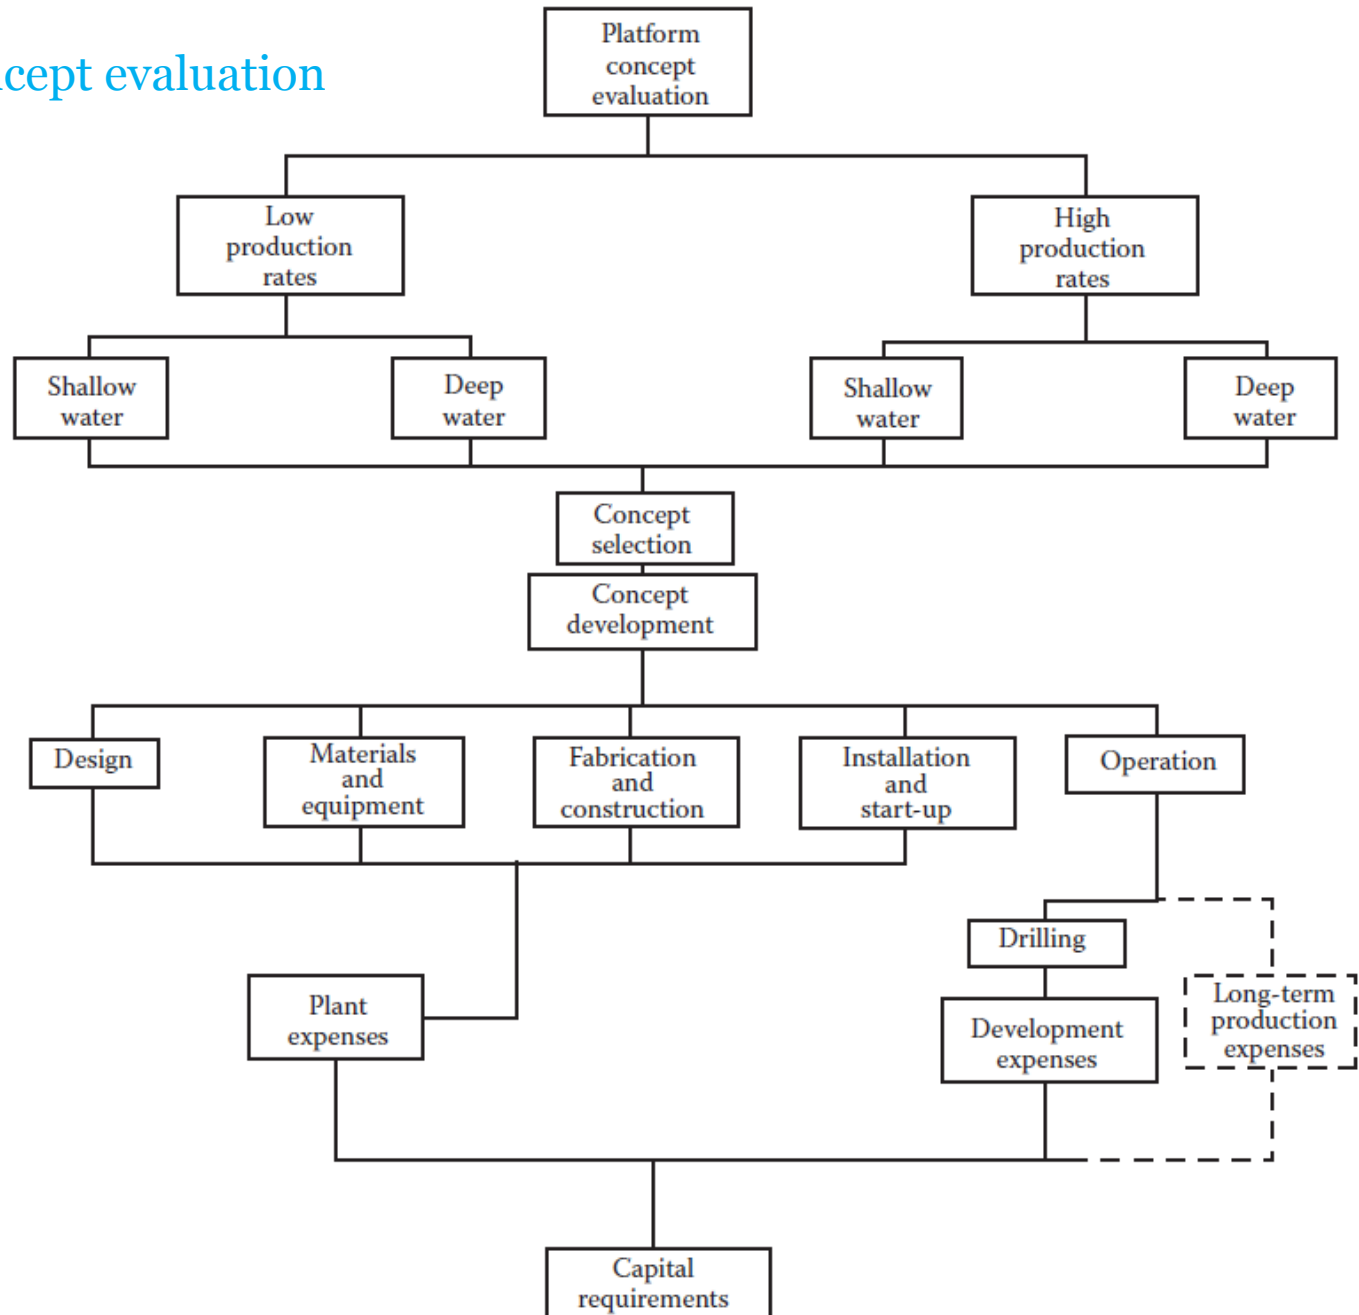 cept evaluation
Platform
concept
evaluation
Low
production
rates
High
production
rates
Shallow
water
Deep
water
Shallow
water
Deep
water
Concept
selection
Concept
development
Design
Materials
and
equipment
Fabrication
and
construction
Installation
and
start-up
Operation
Drilling
Plant
expenses
Development
expenses
Long-term
production
expenses
Capital
requirements